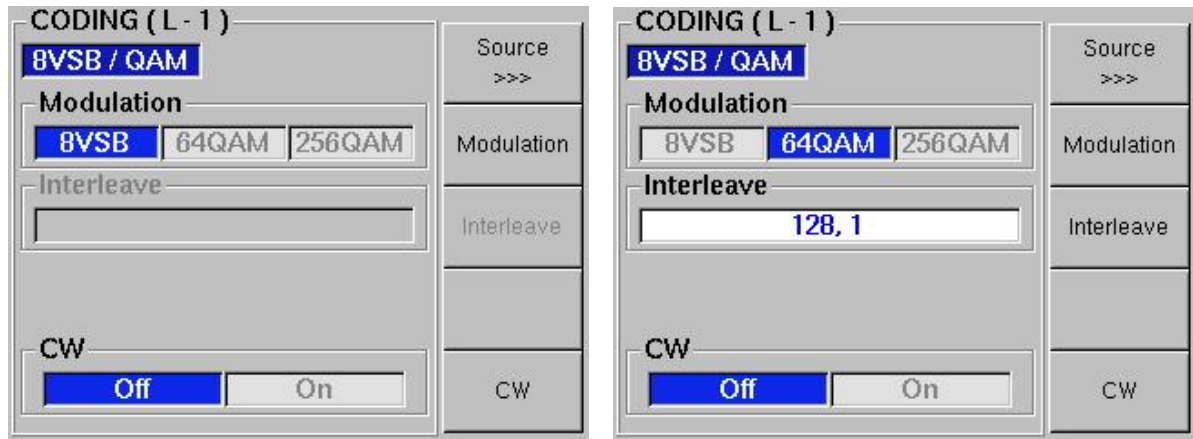 CODING ( L - 1 )
8VSB / QAM
Modulation
8VSB 64QAM 256QAM
Interleave
CW
Off On
Source
>>>
Modulation
Interleave
CW
CODING ( L - 1 )
8VSB / QAM
Modulation
8VSB 64QAM 256QAM
Interleave
128, 1
CW
Off On
Source
>>>
Modulation
Interleave
CW